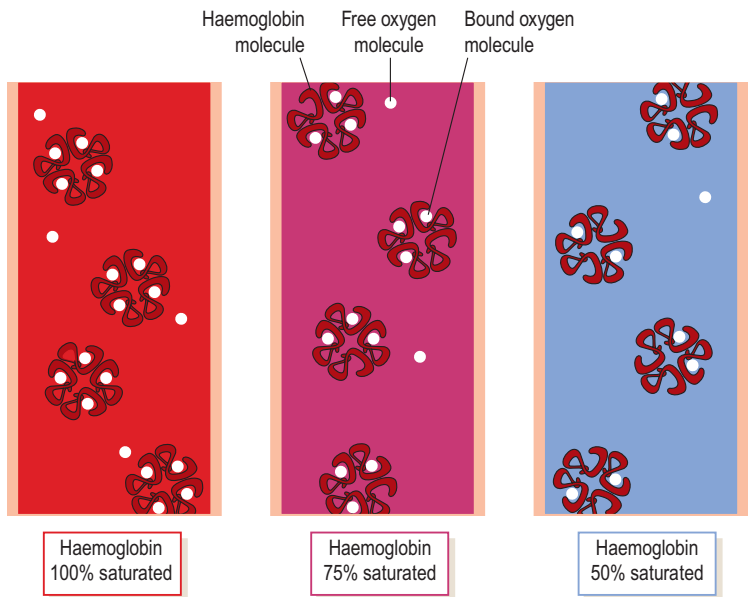 Haemoglobin
molecule
Free oxygen
molecule
Bound oxygen
molecule
Haemoglobin
100% saturated
Haemoglobin
75% saturated
Haemoglobin
50% saturated